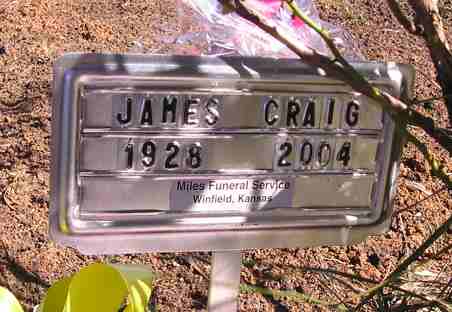 JAMES CRAIG
1928 2004
Miles Funeral Service
Winfield, Kansas